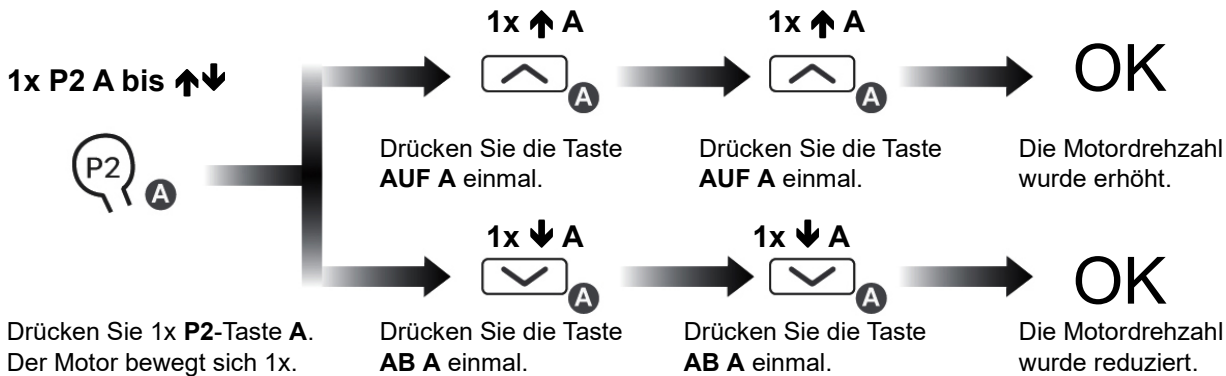 1x P2 A bis ↑↓
P2
A
1x ↑ A
A
Drücken Sie die Taste
AUF A einmal.
1x ↑ A
A
Drücken Sie die Taste
AUF A einmal.
OK
Die Motordrehzahl
wurde erhöht.
Drücken Sie 1x P2-Taste A.
Der Motor bewegt sich 1x.
1x ↓ A
A
Drücken Sie die Taste
AB A einmal.
1x ↓ A
A
Drücken Sie die Taste
AB A einmal.
OK
Die Motordrehzahl
wurde reduziert.